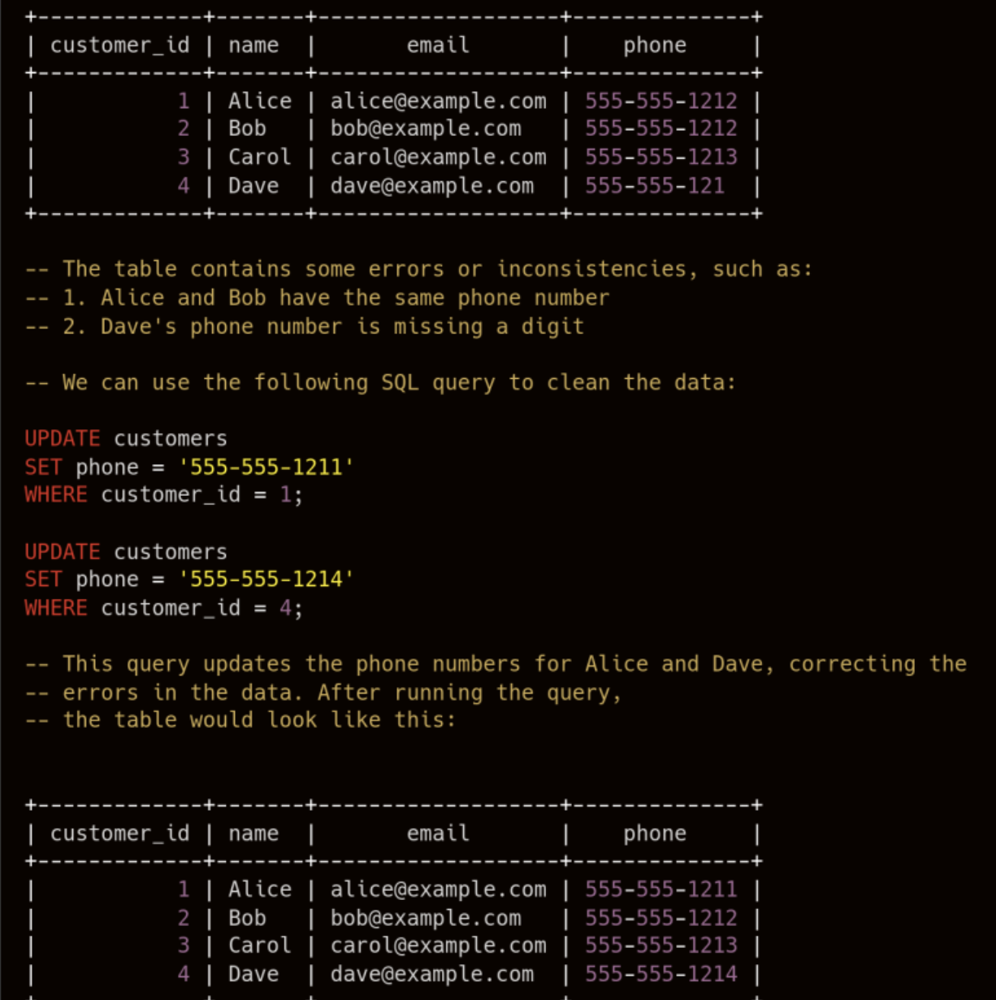 +-------------+-------+-------------------+--------------+
| customer_id | name  |       email       |    phone     |
+-------------+-------+-------------------+--------------+
|           1 | Alice | alice@example.com | 555-555-1212 |
|           2 | Bob   | bob@example.com   | 555-555-1212 |
|           3 | Carol | carol@example.com | 555-555-1213 |
|           4 | Dave  | dave@example.com  | 555-555-121  |
+-------------+-------+-------------------+--------------+
-- The table contains some errors or inconsistencies, such as:
-- 1. Alice and Bob have the same phone number
-- 2. Dave's phone number is missing a digit
-- We can use the following SQL query to clean the data:
UPDATE customers
SET phone = '555-555-1211'
WHERE customer_id = 1;
UPDATE customers
SET phone = '555-555-1214'
WHERE customer_id = 4;
-- This query updates the phone numbers for Alice and Dave, correcting the
-- errors in the data. After running the query,
-- the table would look like this:
+-------------+-------+-------------------+--------------+
| customer_id | name  |       email       |    phone     |
+-------------+-------+-------------------+--------------+
|           1 | Alice | alice@example.com | 555-555-1211 |
|           2 | Bob   | bob@example.com   | 555-555-1212 |
|           3 | Carol | carol@example.com | 555-555-1213 |
|           4 | Dave  | dave@example.com  | 555-555-1214 |